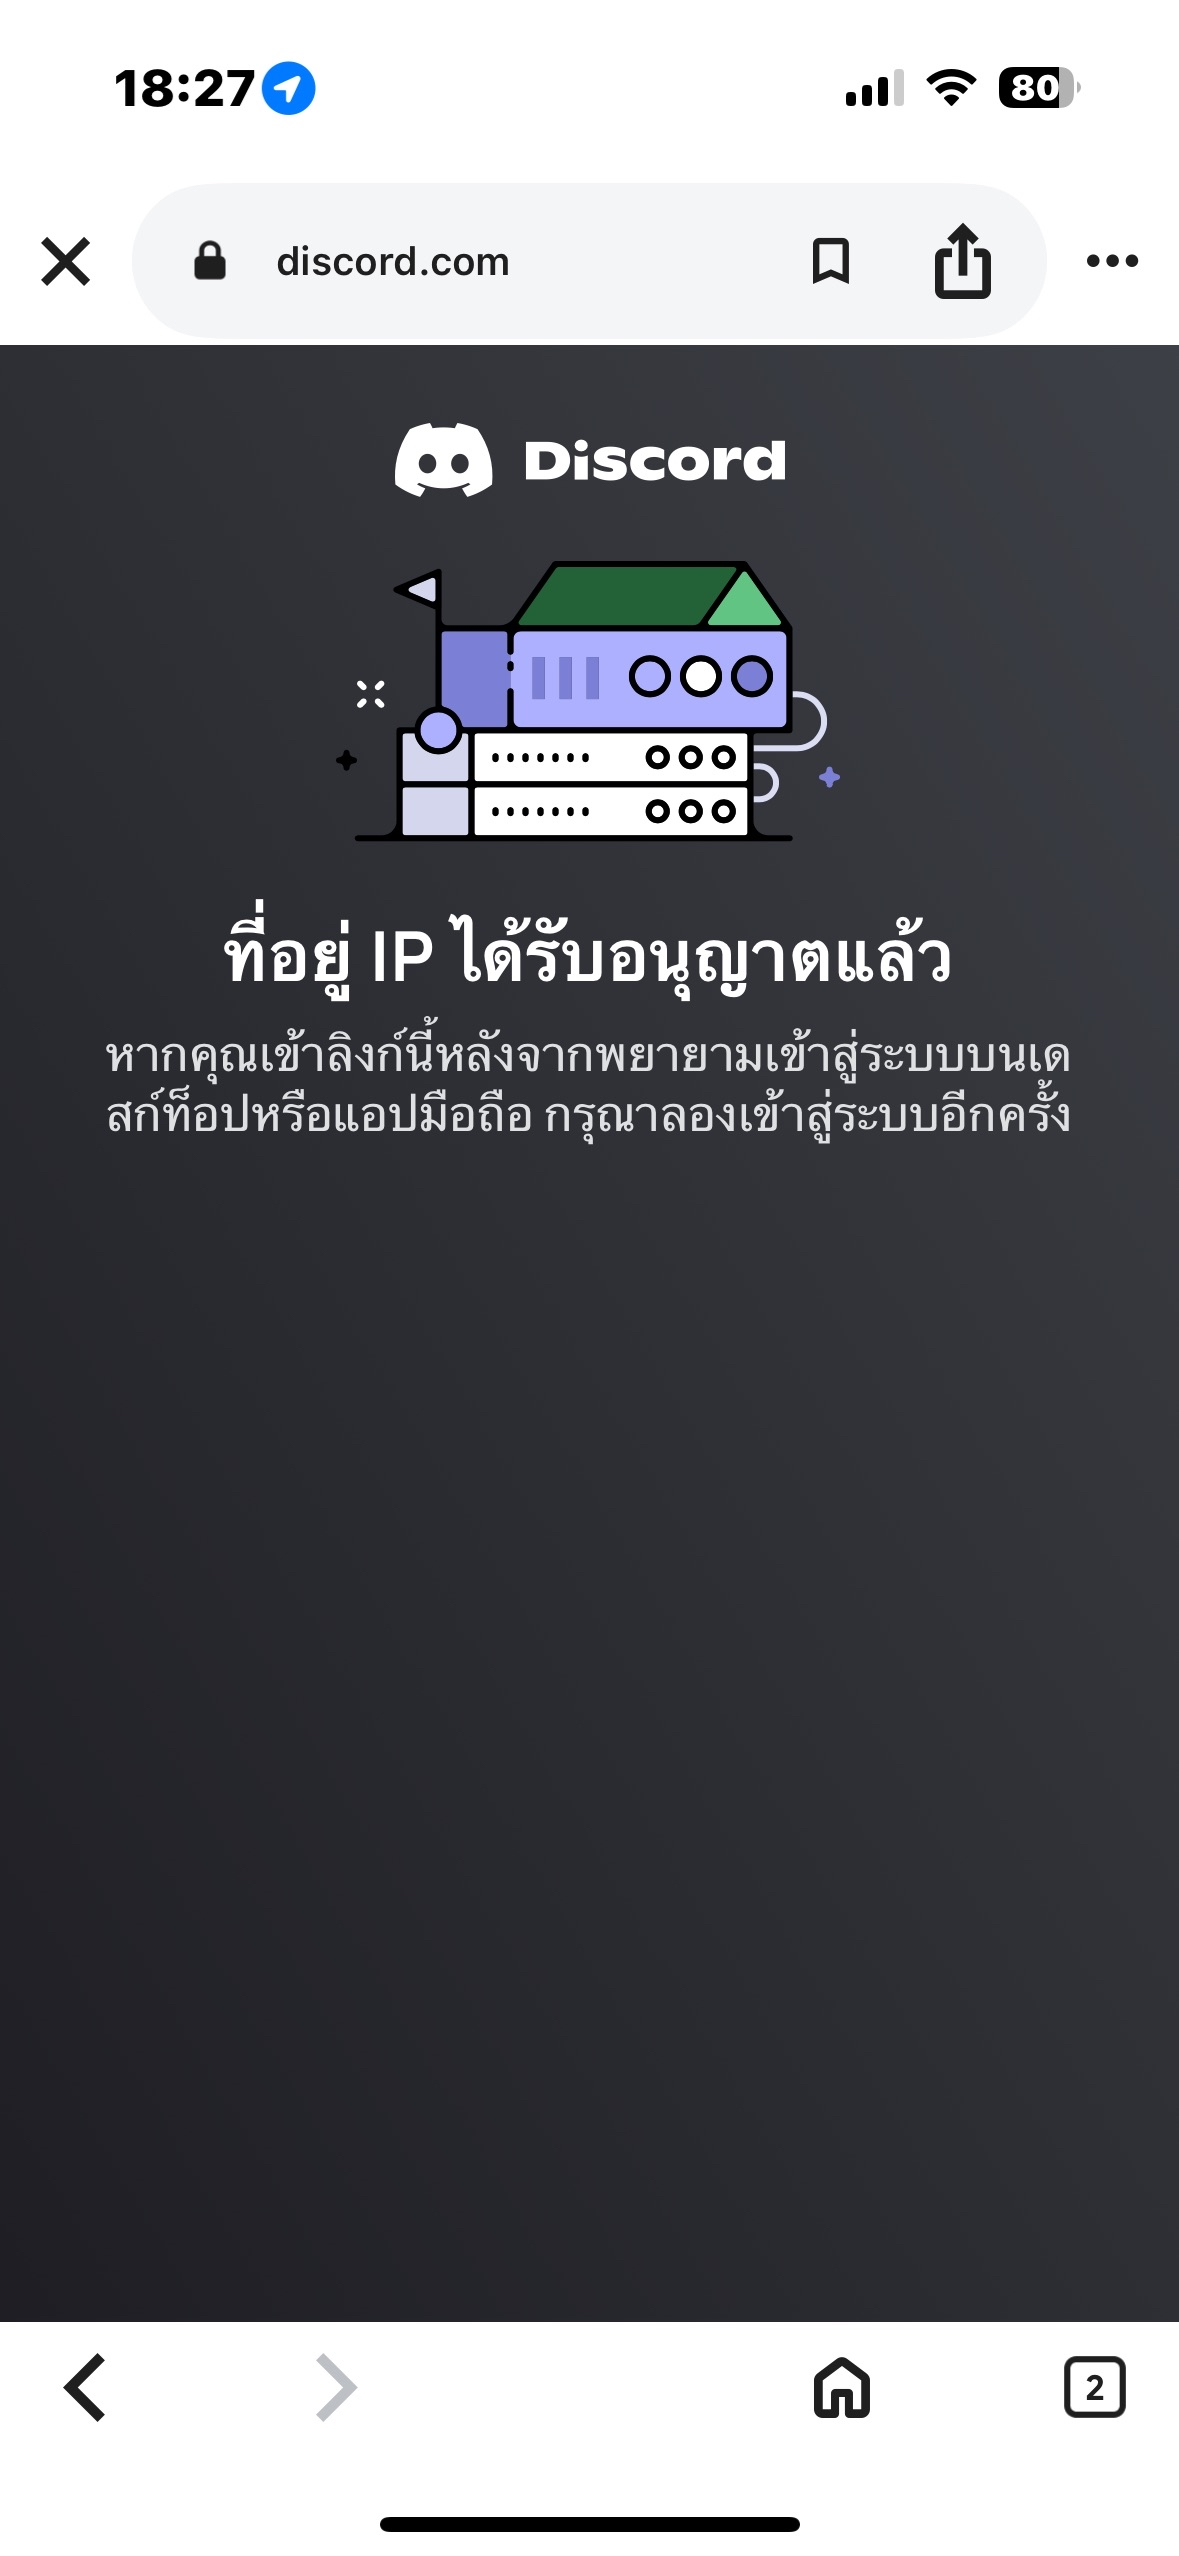 18:27
80
discord.com
Discord
ที่อยู่ IP ได้รับอนุญาตแล้ว
หากคุณเข้าลิงก์นี้หลังจากพยายามเข้าสู่ระบบบนเด
สก์ท็อปหรือแอปมือถือ กรุณาลองเข้าสู่ระบบอีกครั้ง
2